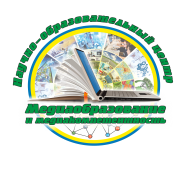 Научно-образовательный центр
Медиаобразование
и медиакомпетентность